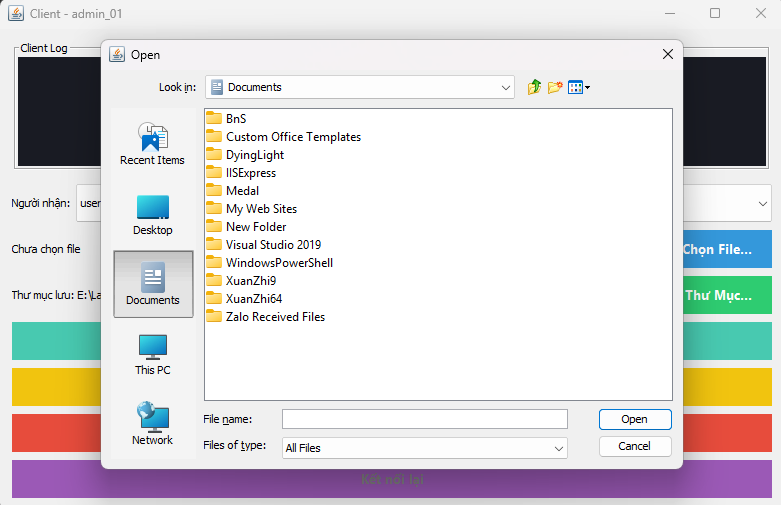 Client - admin_01
Client Log
Open
Look in:
Documents
Recent Items
Desktop
Documents
This PC
Network
BnS
Custom Office Templates
DyingLight
IISExpress
Medal
My Web Sites
New Folder
Visual Studio 2019
WindowsPowerShell
XuanZhi9
XuanZhi64
Zalo Received Files
File name:
Open
Files of type:
All Files
Cancel
Người nhận:
user
Chưa chọn file
Chọn File...
Thư mục lưu: E:\La
Thư Mục...
Kết nối lại